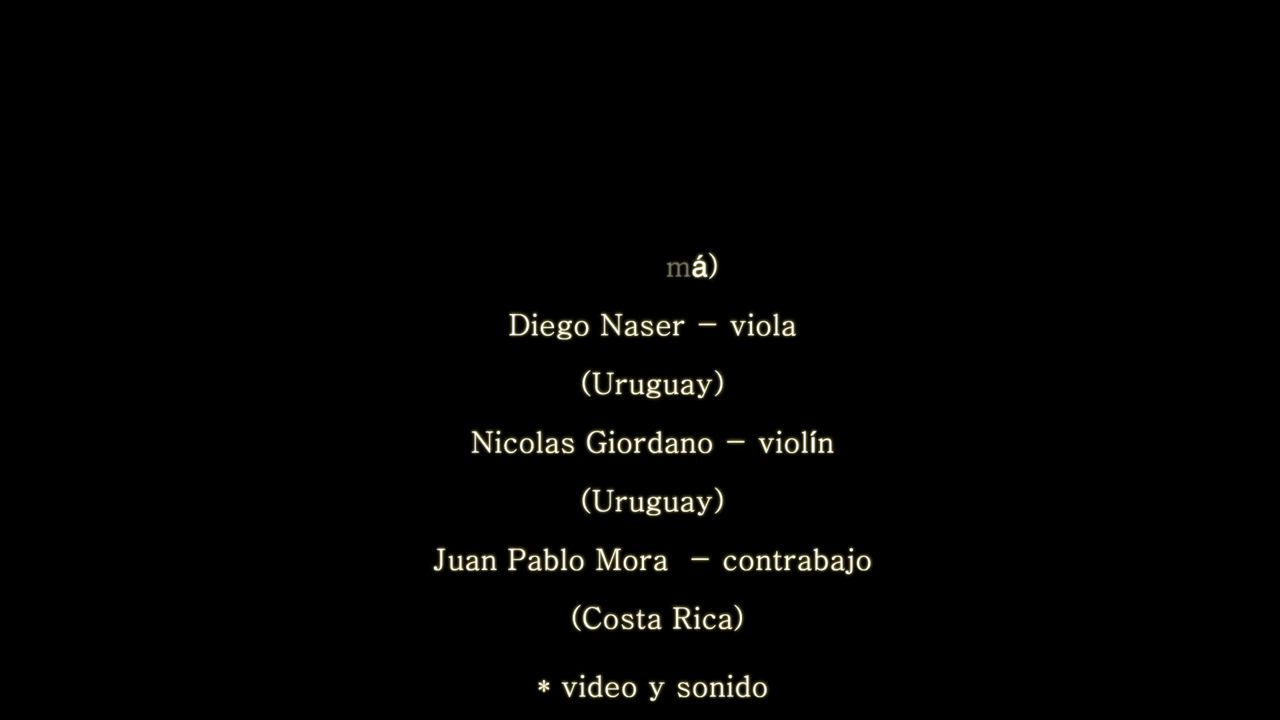 má)
Diego Naser - viola
(Uruguay)
Nicolas Giordano - violín
(Uruguay)
Juan Pablo Mora - contrabajo
(Costa Rica)
* video y sonido